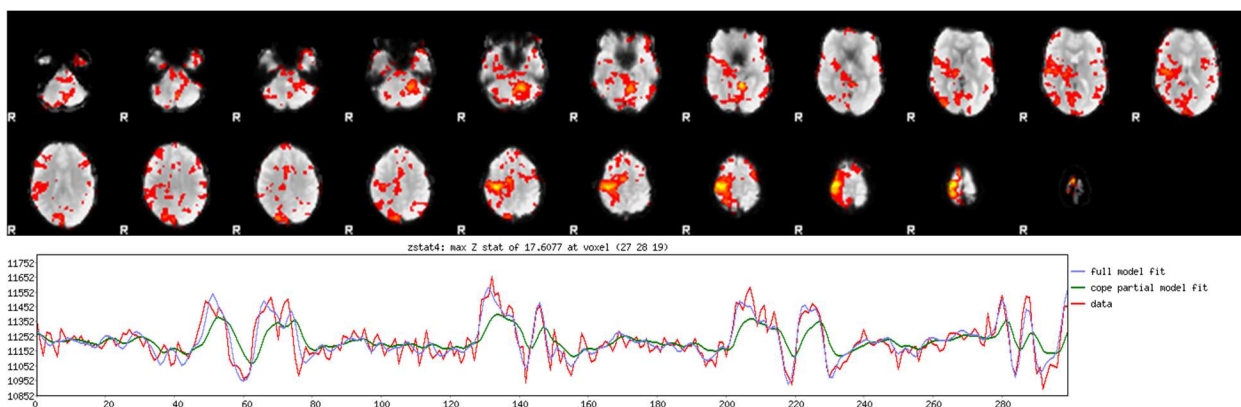 R R R R R R R R R R R
R R R R R R R R R R
zstat4: max Z stat of 17.6077 at voxel (27 28 19)
11752
11652
11552
11452
11352
11252
11152
11052
10952
10852
0 20 40 60 80 100 120 140 160 180 200 220 240 260 280
full model fit
cope partial model fit
data